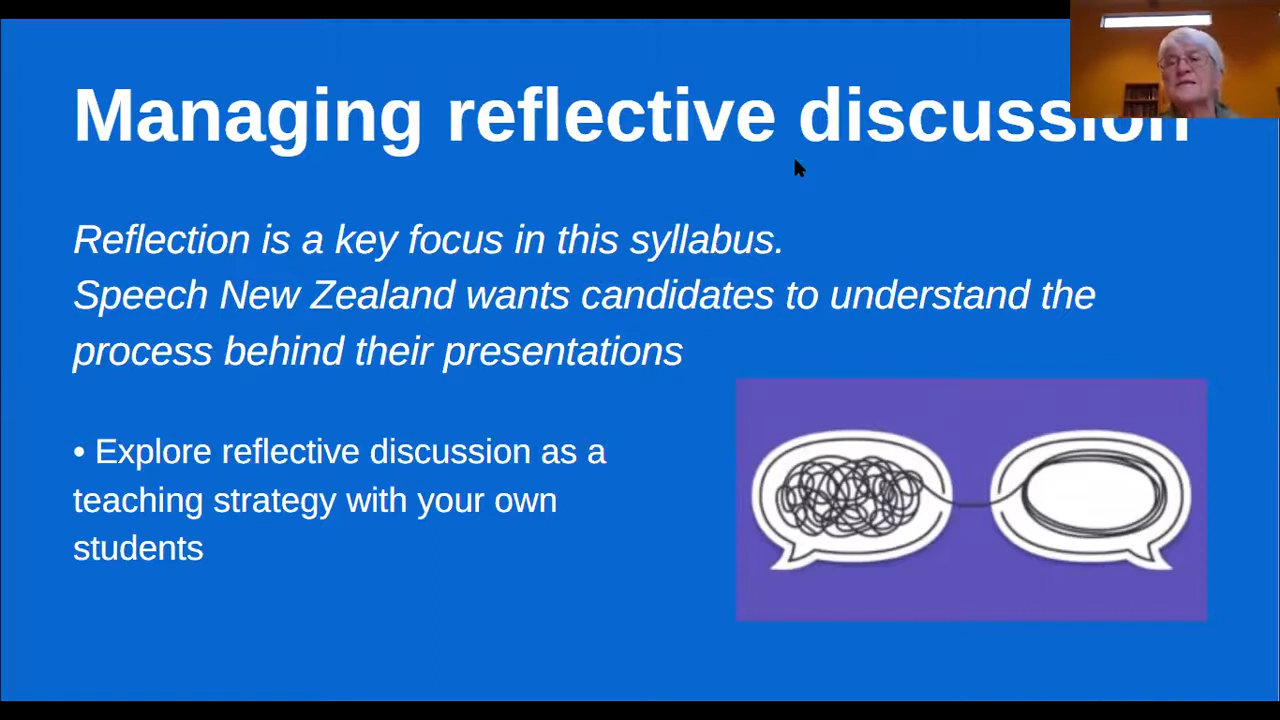 Managing reflective discussion
Reflection is a key focus in this syllabus.
Speech New Zealand wants candidates to understand the
process behind their presentations
• Explore reflective discussion as a
teaching strategy with your own
students